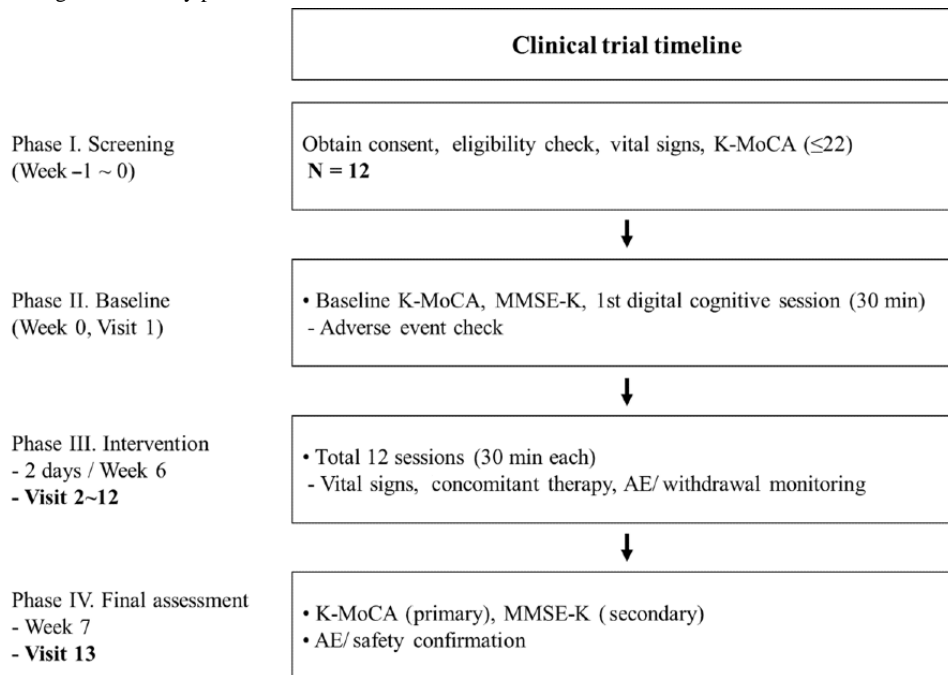 Clinical trial timeline
Phase I. Screening
(Week –1 ~ 0)
Obtain consent, eligibility check, vital signs, K-MoCA (≤22)
N = 12
Phase II. Baseline
(Week 0, Visit 1)
• Baseline K-MoCA, MMSE-K, 1st digital cognitive session (30 min)
- Adverse event check
Phase III. Intervention
- 2 days / Week 6
- Visit 2~12
• Total 12 sessions (30 min each)
- Vital signs, concomitant therapy, AE/ withdrawal monitoring
Phase IV. Final assessment
- Week 7
- Visit 13
• K-MoCA (primary), MMSE-K (secondary)
• AE/ safety confirmation